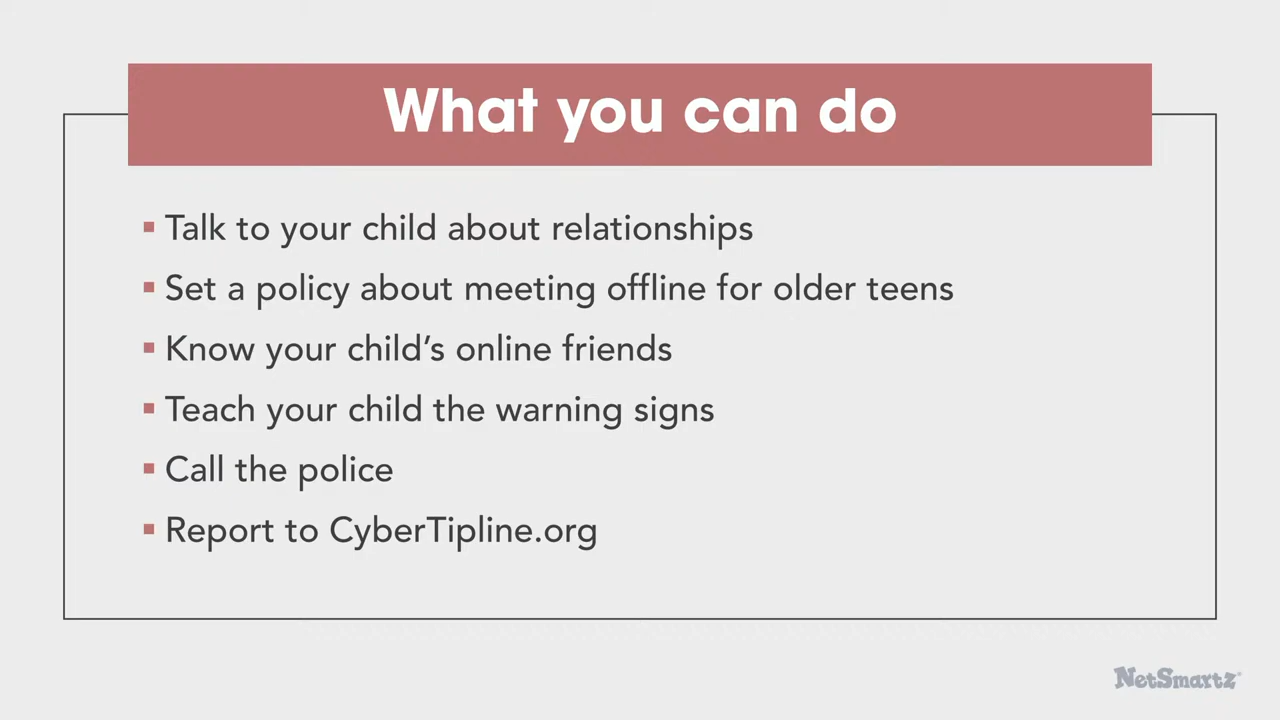 What you can do
▪ Talk to your child about relationships
▪ Set a policy about meeting offline for older teens
▪ Know your child’s online friends
▪ Teach your child the warning signs
▪ Call the police
▪ Report to CyberTipline.org
NetSmartz®